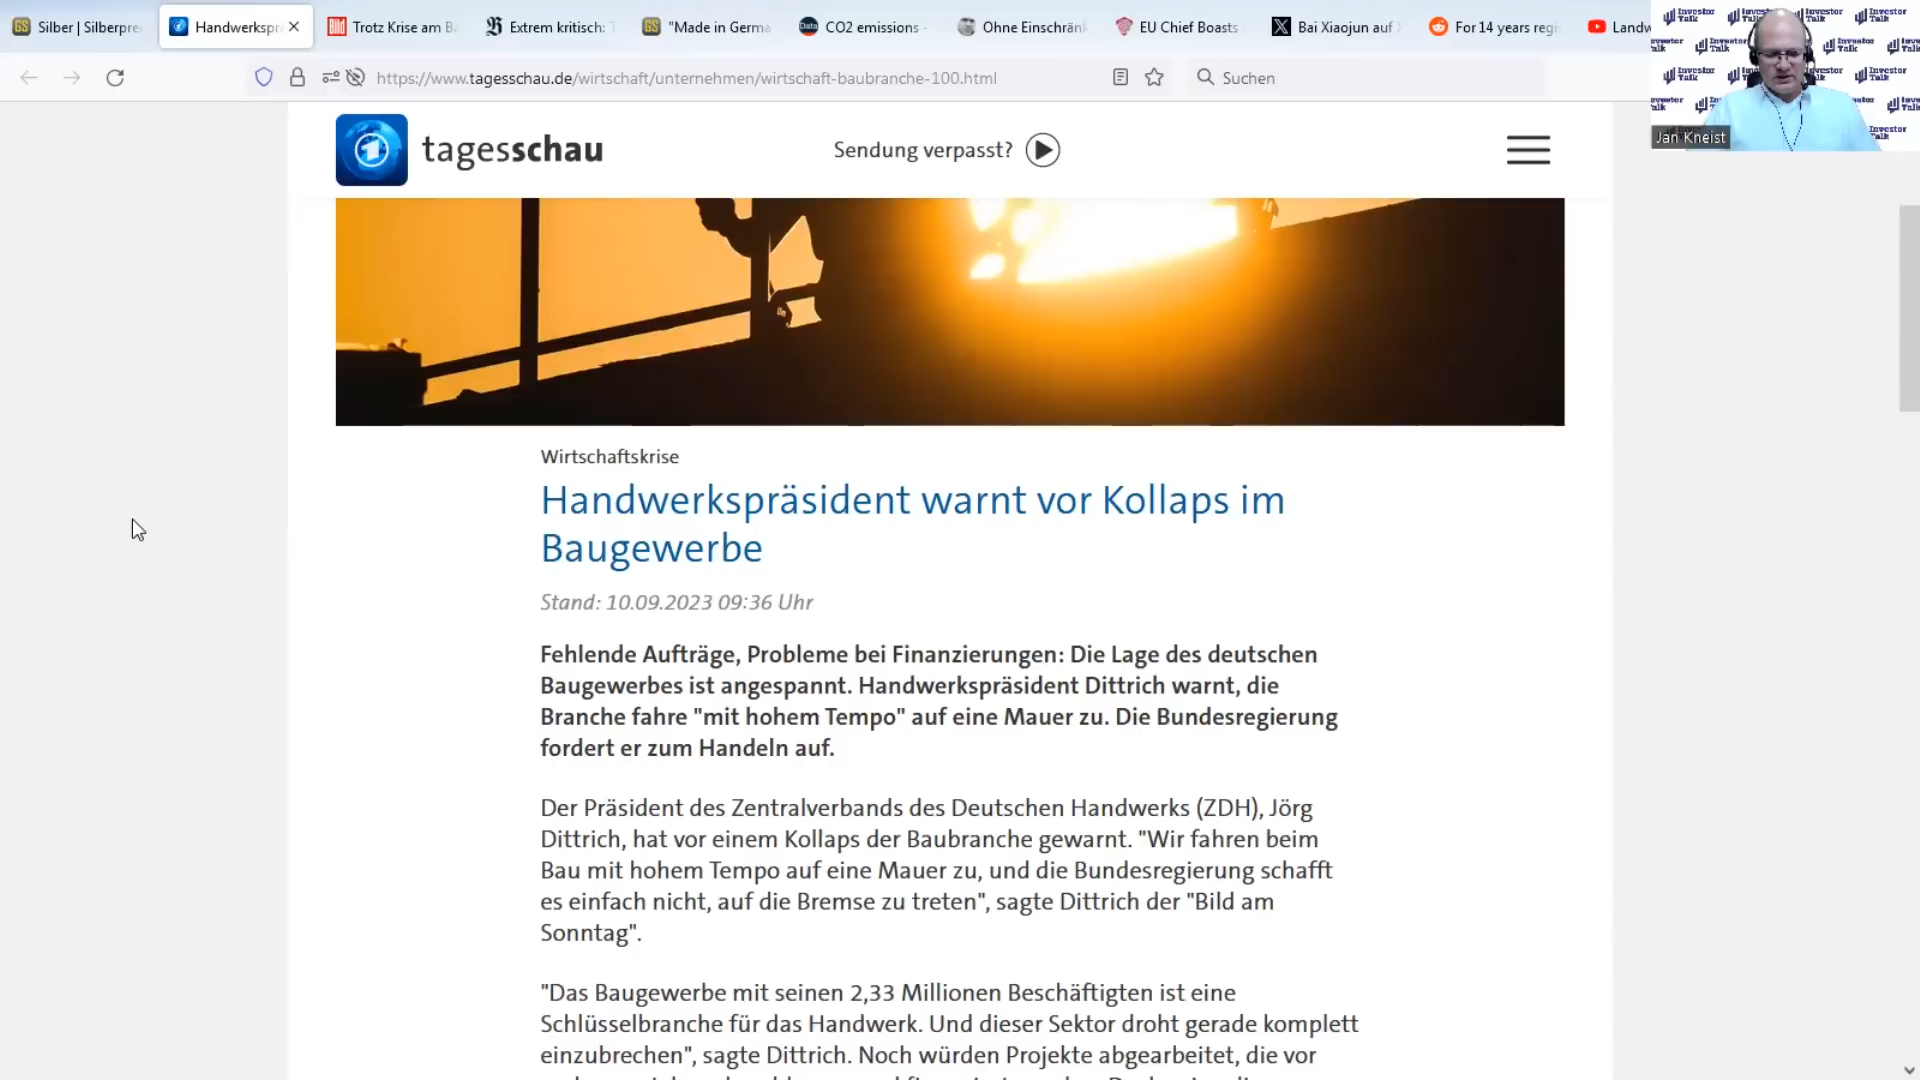 Silber | Silberpre
Handwerksprä
Trotz Krise am B
Extrem kritisch:
"Made in Germa
CO2 emissions -
Ohne Einschränk
EU Chief Boasts
Bai Xiaojun auf
For 14 years regi
Landw
https://www.tagesschau.de/wirtschaft/unternehmen/wirtschaft-baubranche-100.html
Suchen
Investor Talk
Jan Kneist
tagesschau
Sendung verpasst?
Wirtschaftskrise
Handwerkspräsident warnt vor Kollaps im
Baugewerbe
Stand: 10.09.2023 09:36 Uhr
Fehlende Aufträge, Probleme bei Finanzierungen: Die Lage des deutschen
Baugewerbes ist angespannt. Handwerkspräsident Dittrich warnt, die
Branche fahre "mit hohem Tempo" auf eine Mauer zu. Die Bundesregierung
fordert er zum Handeln auf.
Der Präsident des Zentralverbands des Deutschen Handwerks (ZDH), Jörg
Dittrich, hat vor einem Kollaps der Baubranche gewarnt. "Wir fahren beim
Bau mit hohem Tempo auf eine Mauer zu, und die Bundesregierung schafft
es einfach nicht, auf die Bremse zu treten", sagte Dittrich der "Bild am
Sonntag".
"Das Baugewerbe mit seinen 2,33 Millionen Beschäftigten ist eine
Schlüsselbranche für das Handwerk. Und dieser Sektor droht gerade komplett
einzubrechen", sagte Dittrich. Noch würden Projekte abgearbeitet, die vor